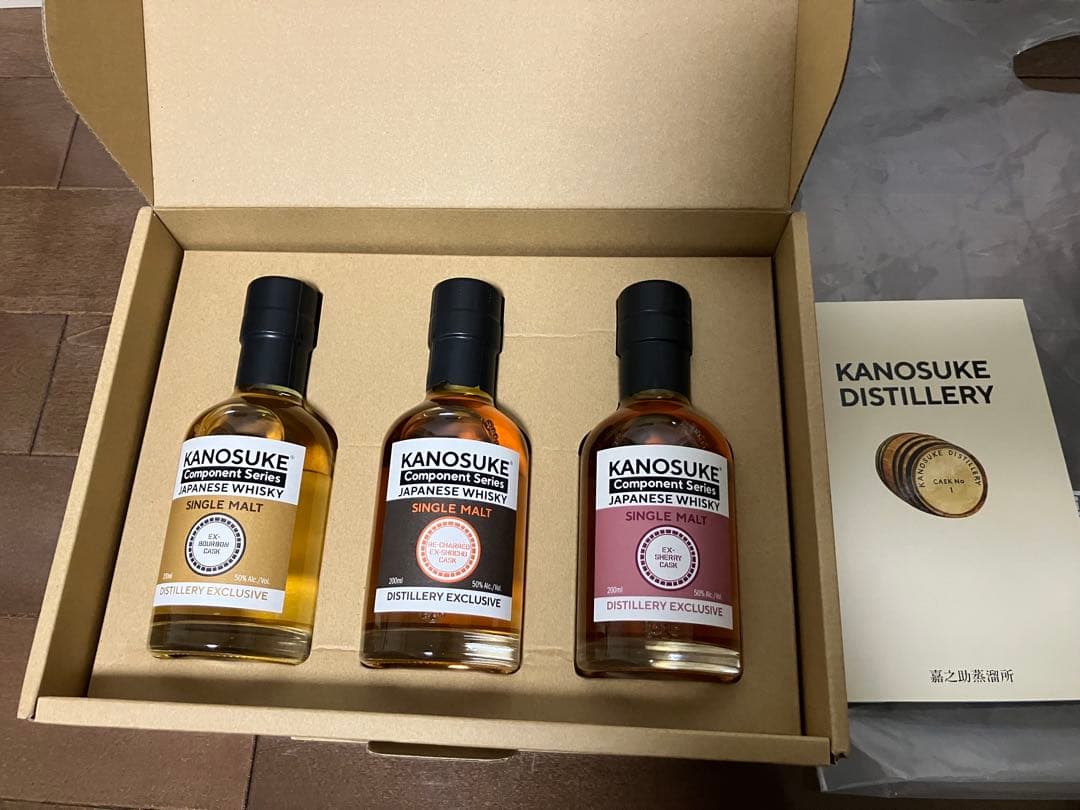 KANOSUKE®
Component Series
JAPANESE WHISKY
SINGLE MALT
EX-
BOURBON
CASK
200ml
50% Alc./Vol.
DISTILLERY EXCLUSIVE
KANOSUKE®
Component Series
JAPANESE WHISKY
SINGLE MALT
RE-CHARRED
EX-SHOCHU
CASK
200ml
50% Alc./Vol.
DISTILLERY EXCLUSIVE
KANOSUKE®
Component Series
JAPANESE WHISKY
SINGLE MALT
EX-
SHERRY
CASK
200ml
50% Alc./Vol.
DISTILLERY EXCLUSIVE
KANOSUKE
DISTILLERY
KANOSUKE DISTILLERY
CASK No
1
嘉之助蒸溜所